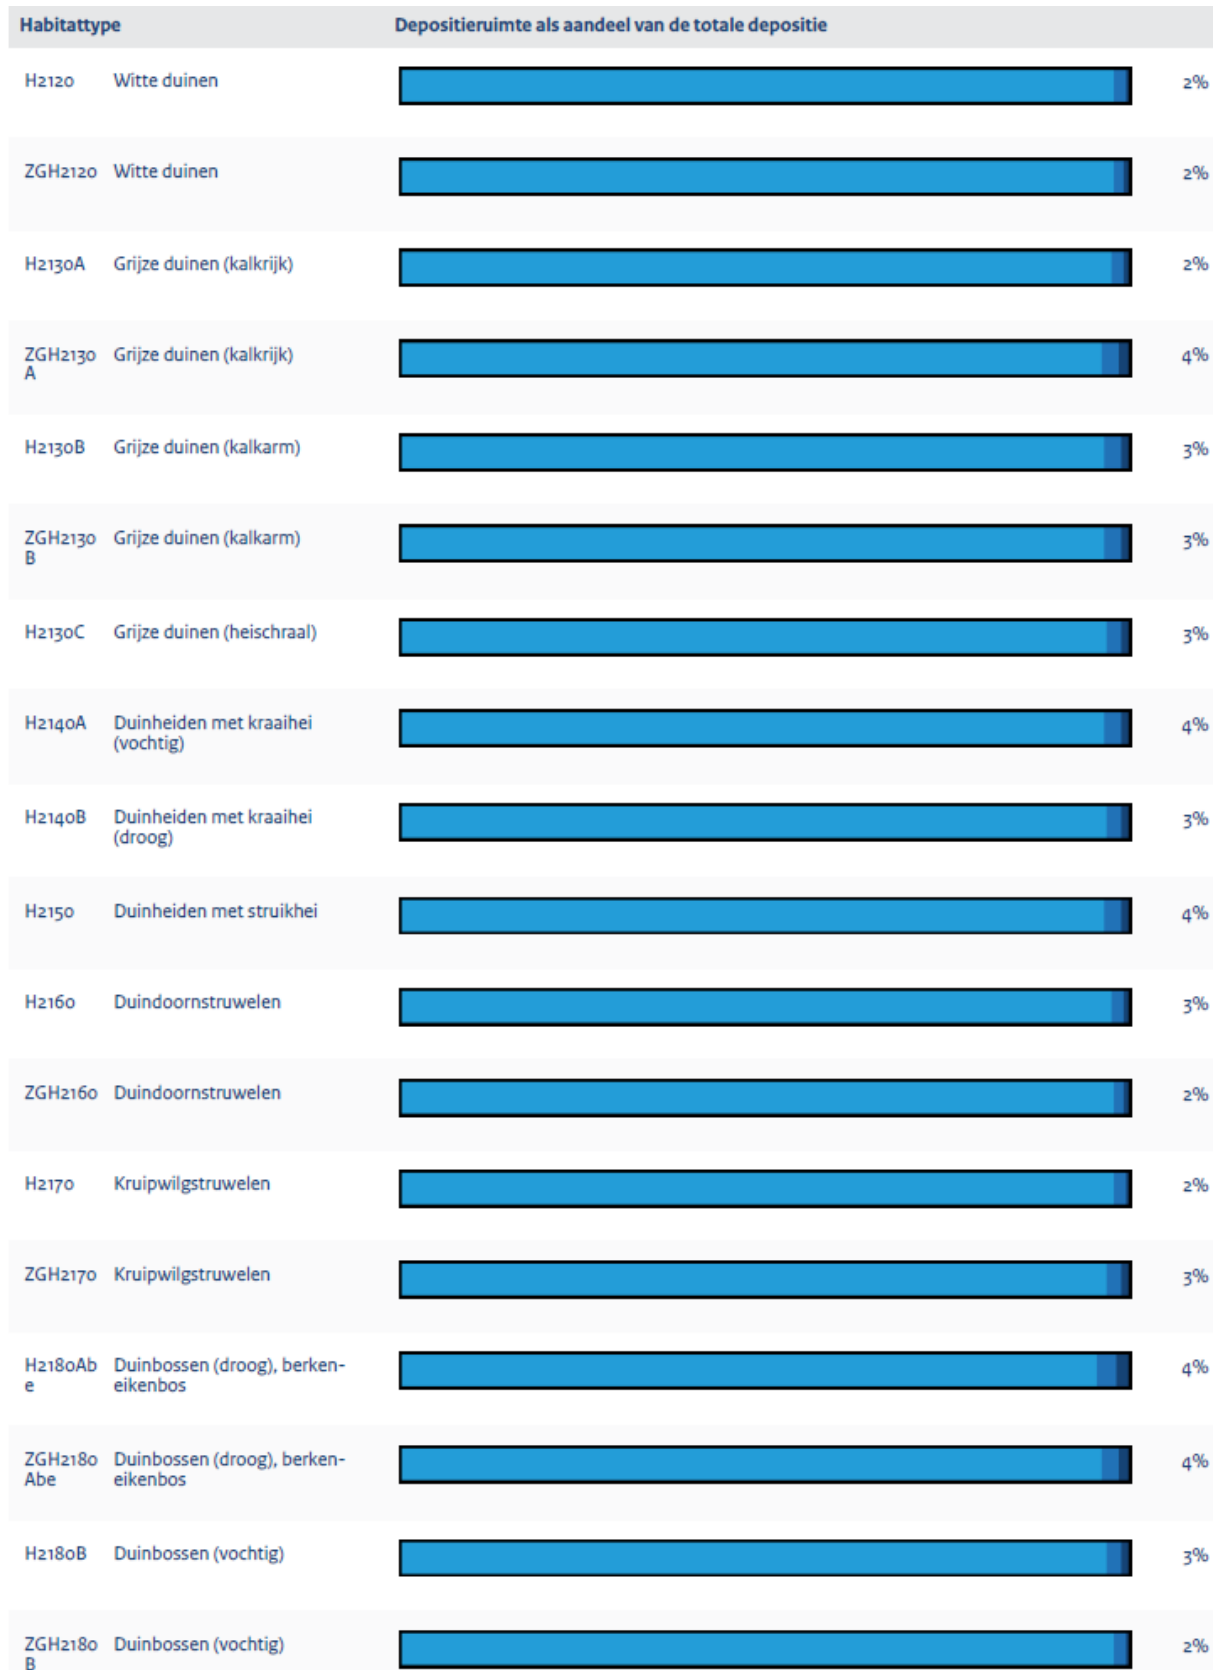 Habitattype Depositieruimte als aandeel van de totale depositie
H2120 Witte duinen 2%
ZGH2120 Witte duinen 2%
H2130A Grijze duinen (kalkrijk) 2%
ZGH2130 Grijze duinen (kalkrijk) 4%
A
H2130B Grijze duinen (kalkarm) 3%
ZGH2130 Grijze duinen (kalkarm) 3%
B
H2130C Grijze duinen (heischraal) 3%
H2140A Duinheiden met kraaihei 4%
(vochtig)
H2140B Duinheiden met kraaihei 3%
(droog)
H2150 Duinheiden met struikhei 4%
H2160 Duindoornstruwelen 3%
ZGH2160 Duindoornstruwelen 2%
H2170 Kruipwilgstruwelen 2%
ZGH2170 Kruipwilgstruwelen 3%
H2180Ab Duinbossen (droog), berken- 4%
e eikenbos
ZGH2180 Duinbossen (droog), berken- 4%
Abe eikenbos
H2180B Duinbossen (vochtig) 3%
ZGH2180 Duinbossen (vochtig) 2%
B